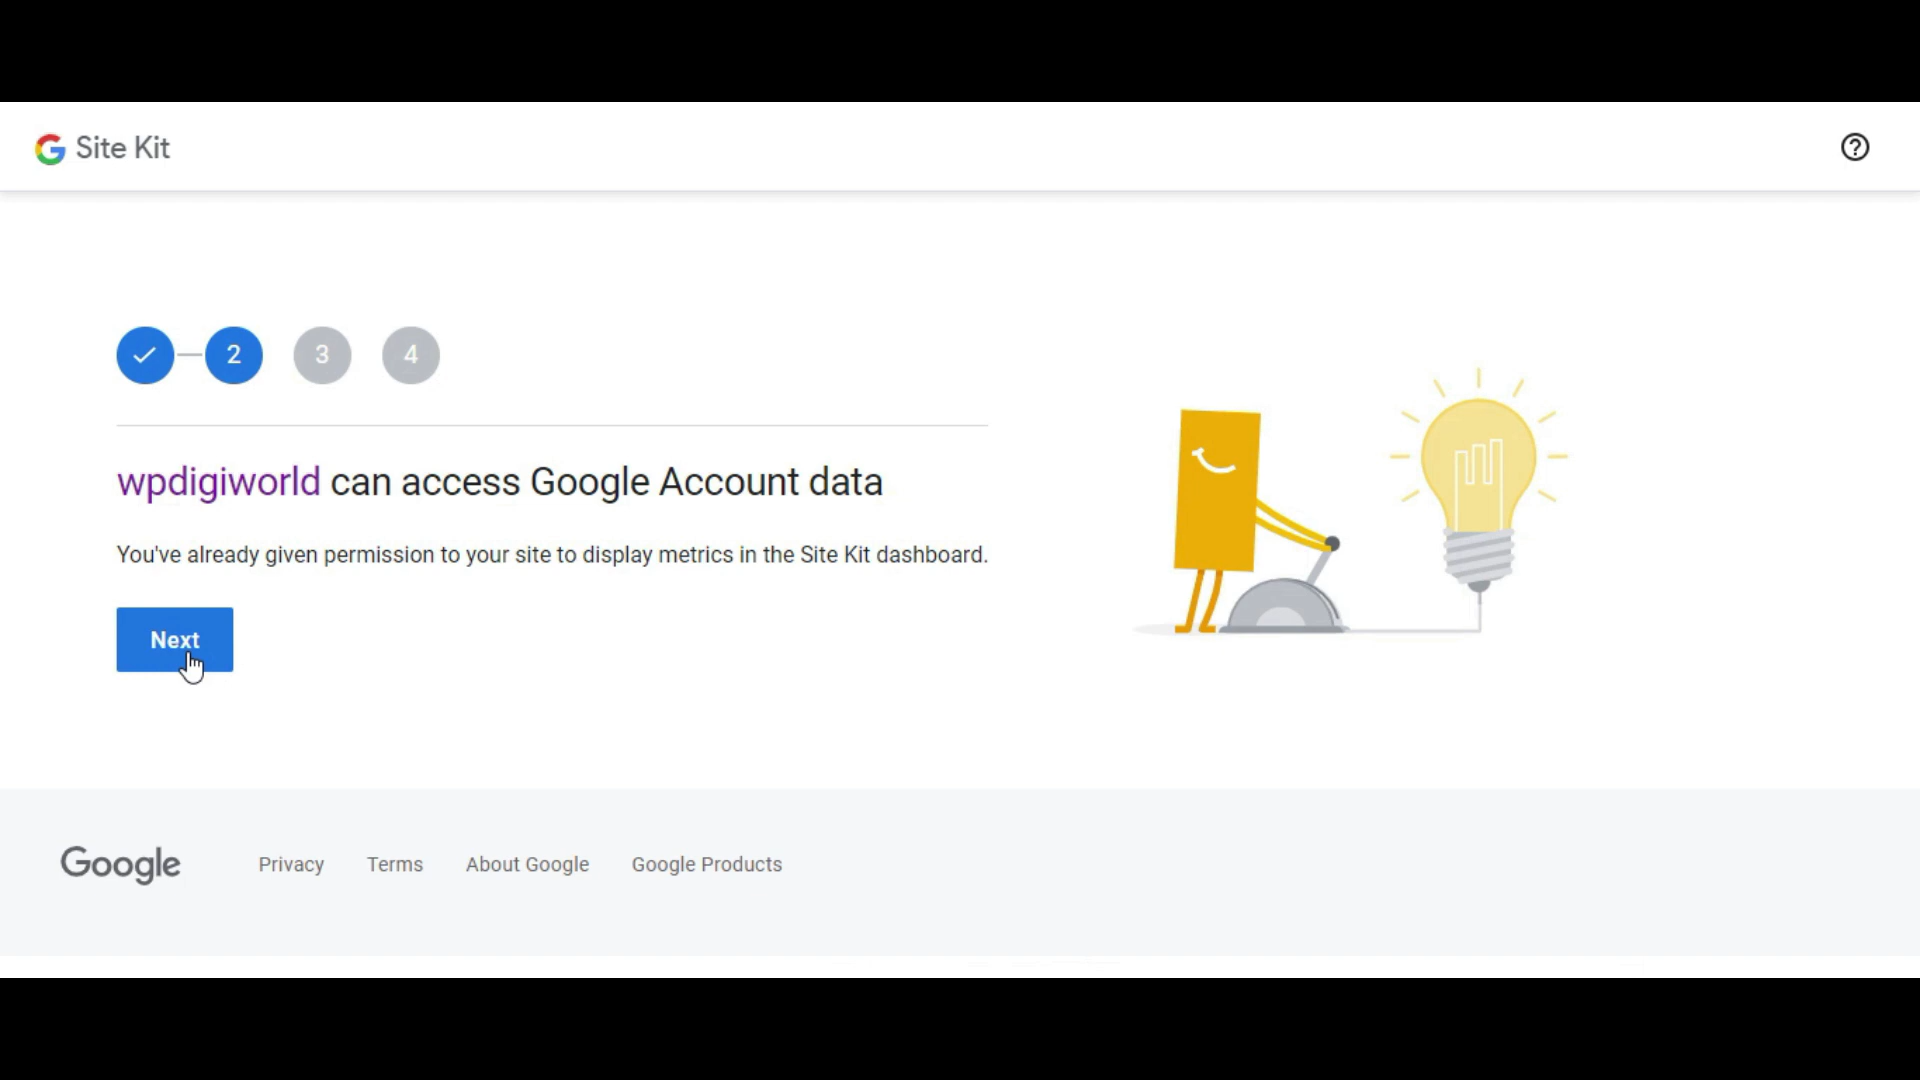 Site Kit
2 3 4
wpdigiworld can access Google Account data
You've already given permission to your site to display metrics in the Site Kit dashboard.
Next
Google Privacy Terms About Google Google Products